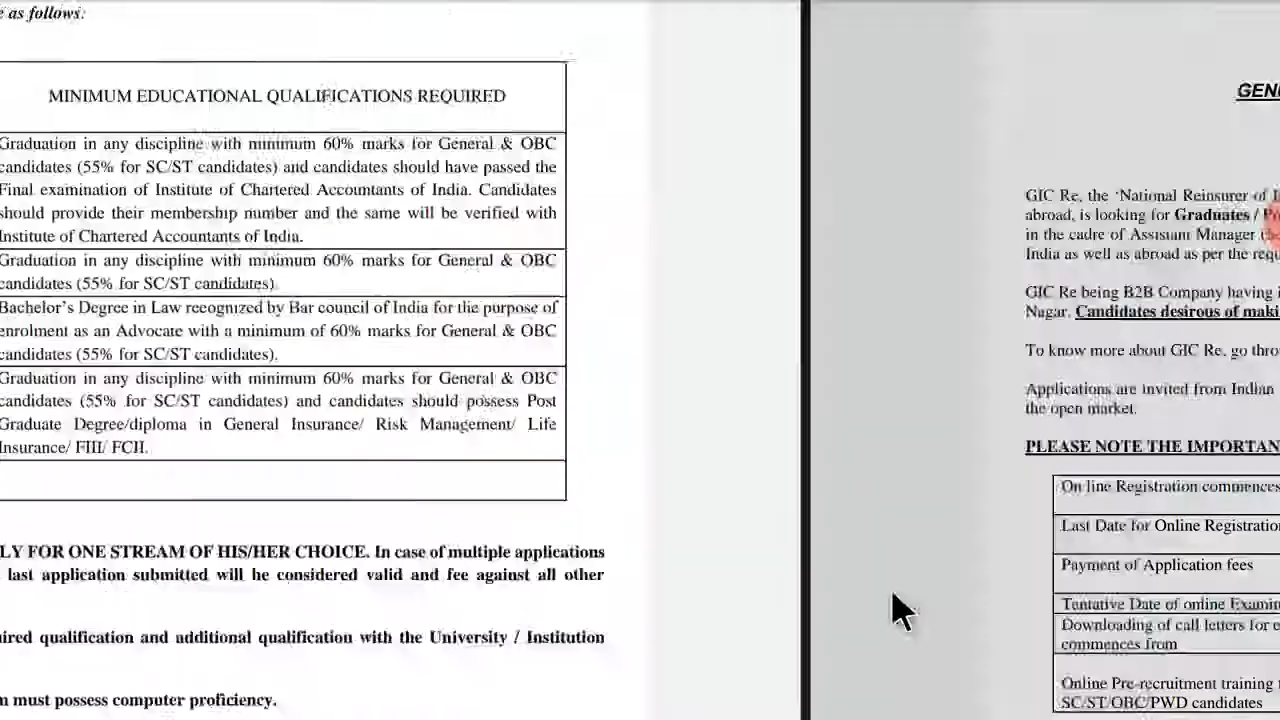 e as follows:
MINIMUM EDUCATIONAL QUALIFICATIONS REQUIRED
Graduation in any discipline with minimum 60% marks for General & OBC
candidates (55% for SC/ST candidates) and candidates should have passed the
Final examination of Institute of Chartered Accountants of India. Candidates
should provide their membership number and the same will be verified with
Institute of Chartered Accountants of India.
Graduation in any discipline with minimum 60% marks for General & OBC
candidates (55% for SC/ST candidates)
Bachelor's Degree in Law recognized by Bar council of India for the purpose of
enrolment as an Advocate with a minimum of 60% marks for General & OBC
candidates (55% for SC/ST candidates).
Graduation in any discipline with minimum 60% marks for General & OBC
candidates (55% for SC/ST candidates) and candidates should possess Post
Graduate Degree/diploma in General Insurance/ Risk Management/ Life
Insurance/ FIII/ FCII.
LY FOR ONE STREAM OF HIS/HER CHOICE. In case of multiple applications
last application submitted will be considered valid and fee against all other
ired qualification and additional qualification with the University / Institution
m must possess computer proficiency.
GEN
GIC Re, the 'National Reinsurer of
abroad, is looking for Graduates /
in the cadre of Assistant Manager
India as well as abroad as per the requ
GIC Re being B2B Company having i
Nagar. Candidates desirous of maki
To know more about GIC Re, go thro
Applications are invited from Indian
the open market.
PLEASE NOTE THE IMPORTAN
On line Registration commences
Last Date for Online Registratio
Payment of Application fees
Tentative Date of online Examin
Downloading of call letters for e
commences from
Online Pre-recruitment training
SC/ST/OBC/PWD candidates